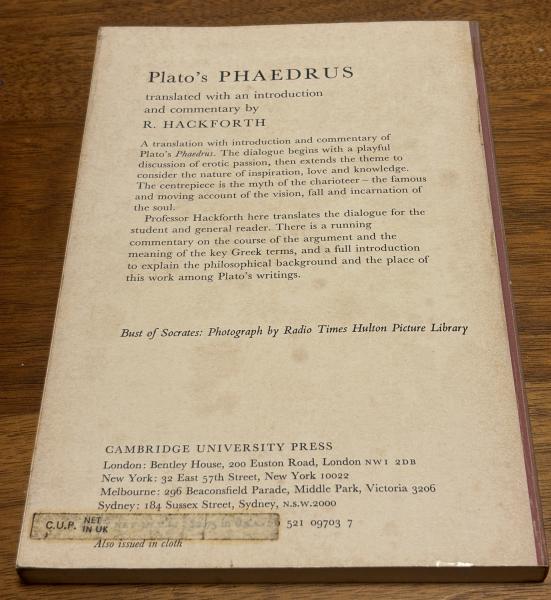 Plato's PHAEDRUS
translated with an introduction
and commentary by
R. HACKFORTH
A translation with introduction and commentary of
Plato's Phaedrus. The dialogue begins with a playful
discussion of erotic passion, then extends the theme to
consider the nature of inspiration, love and knowledge.
The centrepiece is the myth of the charioteer – the famous
and moving account of the vision, fall and incarnation of
the soul.
Professor Hackforth here translates the dialogue for the
student and general reader. There is a running
commentary on the course of the argument and the
meaning of the key Greek terms, and a full introduction
to explain the philosophical background and the place of
this work among Plato's writings.
Bust of Socrates: Photograph by Radio Times Hulton Picture Library
CAMBRIDGE UNIVERSITY PRESS
London: Bentley House, 200 Euston Road, London NW1 2DB
New York: 32 East 57th Street, New York 10022
Melbourne: 296 Beaconsfield Parade, Middle Park, Victoria 3206
Sydney: 184 Sussex Street, Sydney, N.S.W.2000
C.U.P. NET
IN UK
521 09703 7
Also issued in cloth